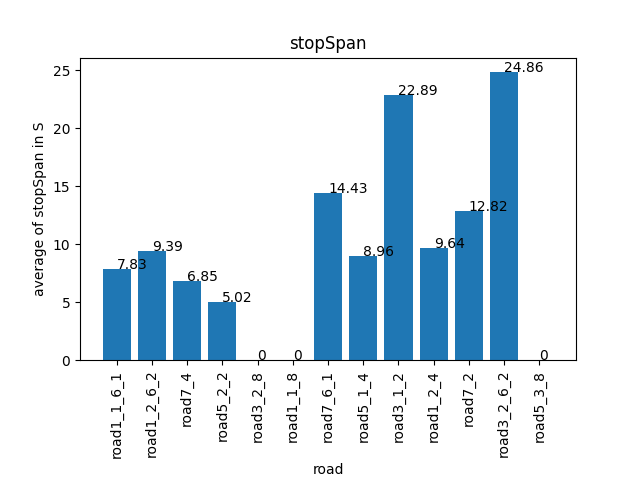 stopSpan
average of stopSpan in S
25
20
15
10
5
0
7.83
9.39
6.85
5.02
0
0
14.43
8.96
22.89
9.64
12.82
24.86
0
road1_1_6_1
road1_2_6_2
road7_4
road5_2_2
road3_2_8
road1_1_8
road7_6_1
road5_1_4
road3_1_2
road1_2_4
road7_2
road3_2_6_2
road5_3_8
road